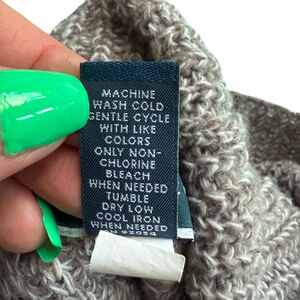 MACHINE
WASH COLD
GENTLE CYCLE
WITH LIKE
COLORS
ONLY NON-
CHLORINE
BLEACH
WHEN NEEDED
TUMBLE
DRY LOW
COOL IRON
WHEN NEEDED
92054